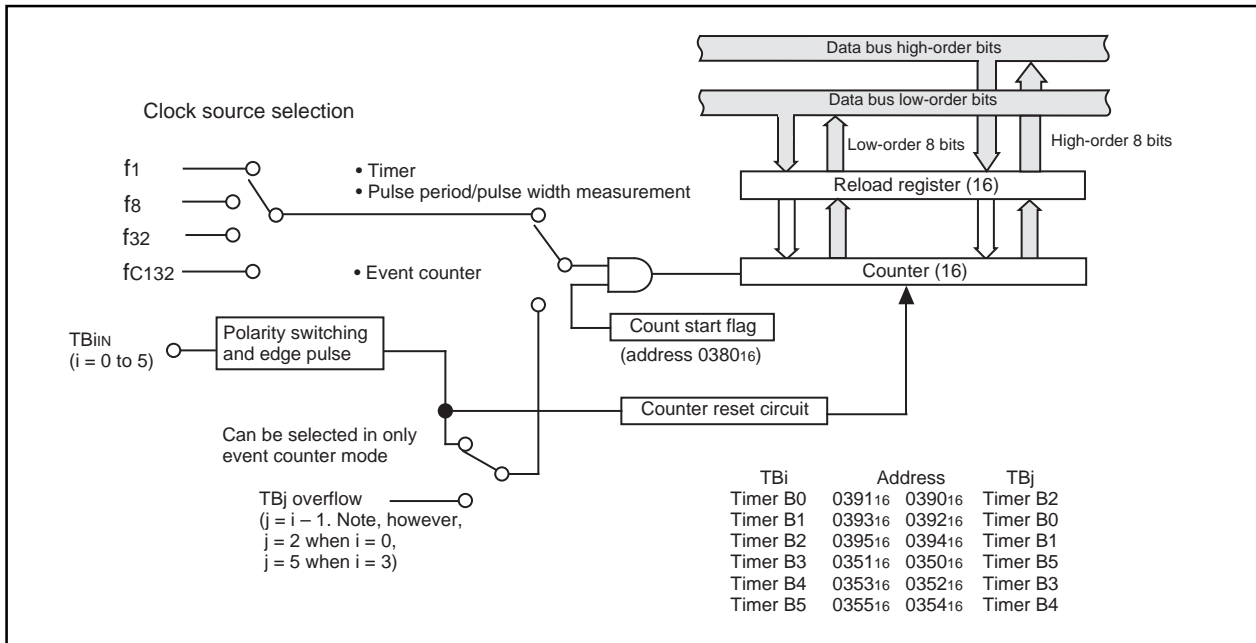 Data bus high-order bits
Data bus low-order bits
Clock source selection
Low-order 8 bits
High-order 8 bits
f1
• Timer
• Pulse period/pulse width measurement
Reload register (16)
f8
f32
fC132
• Event counter
Counter (16)
Count start flag
(address 038016)
TBiIN
(i = 0 to 5)
Polarity switching
and edge pulse
Counter reset circuit
Can be selected in only
event counter mode
TBj overflow
(j = i – 1. Note, however,
j = 2 when i = 0,
j = 5 when i = 3)
TBi Address TBj
Timer B0 039116 039016 Timer B2
Timer B1 039316 039216 Timer B0
Timer B2 039516 039416 Timer B1
Timer B3 035116 035016 Timer B5
Timer B4 035316 035216 Timer B3
Timer B5 035516 035416 Timer B4